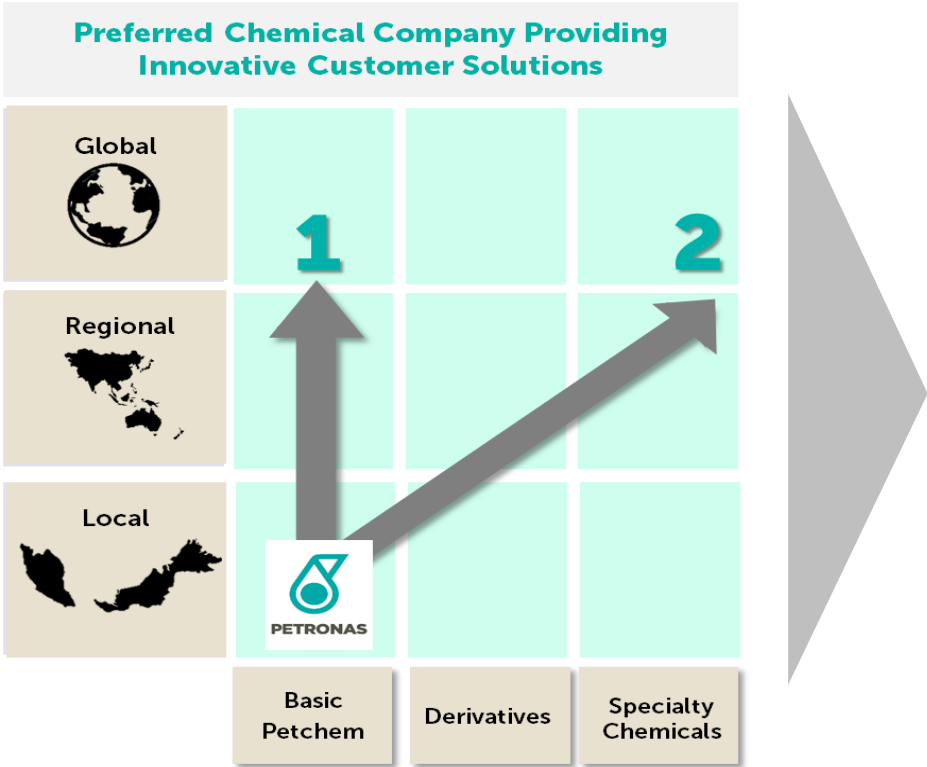 Preferred Chemical Company Providing
Innovative Customer Solutions
Global
1
2
Regional
Local
PETRONAS
Basic
Petchem
Derivatives
Specialty
Chemicals